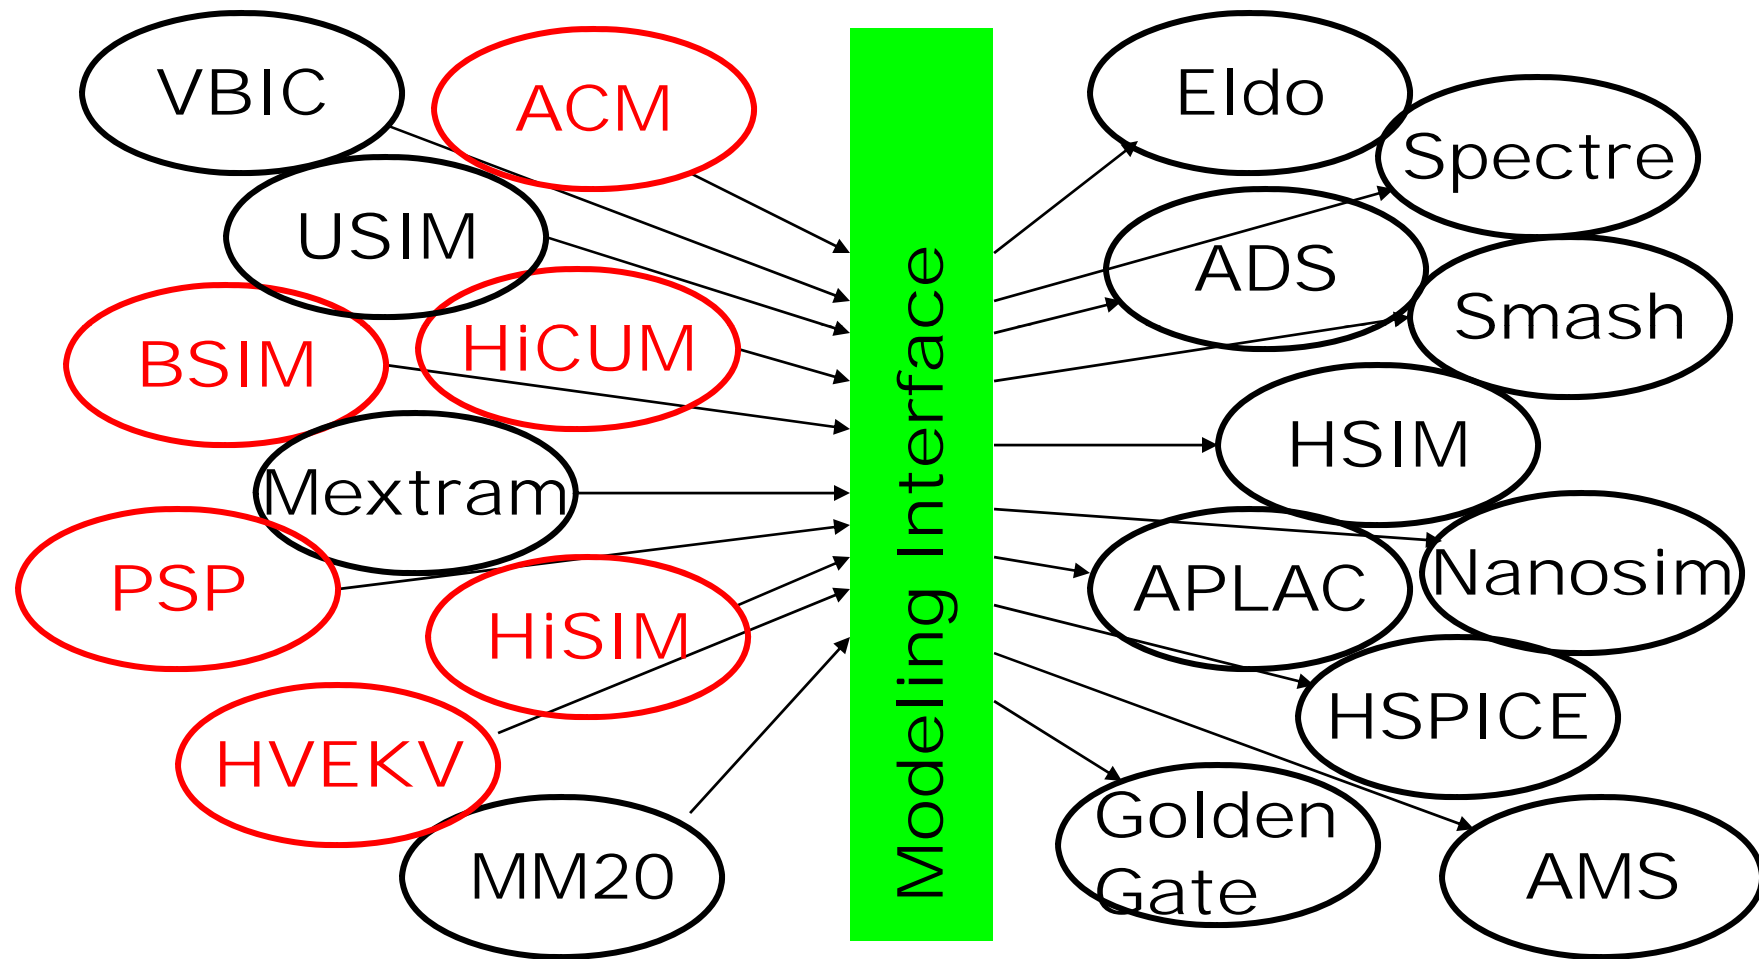 VBIC
ACM
USIM
BSIM
HiCUM
Mextram
PSP
HiSIM
HVEKV
MM20
Modeling Interface
Eldo
Spectre
ADS
Smash
HSIM
Nanosim
APLAC
HSPICE
Golden
Gate
AMS